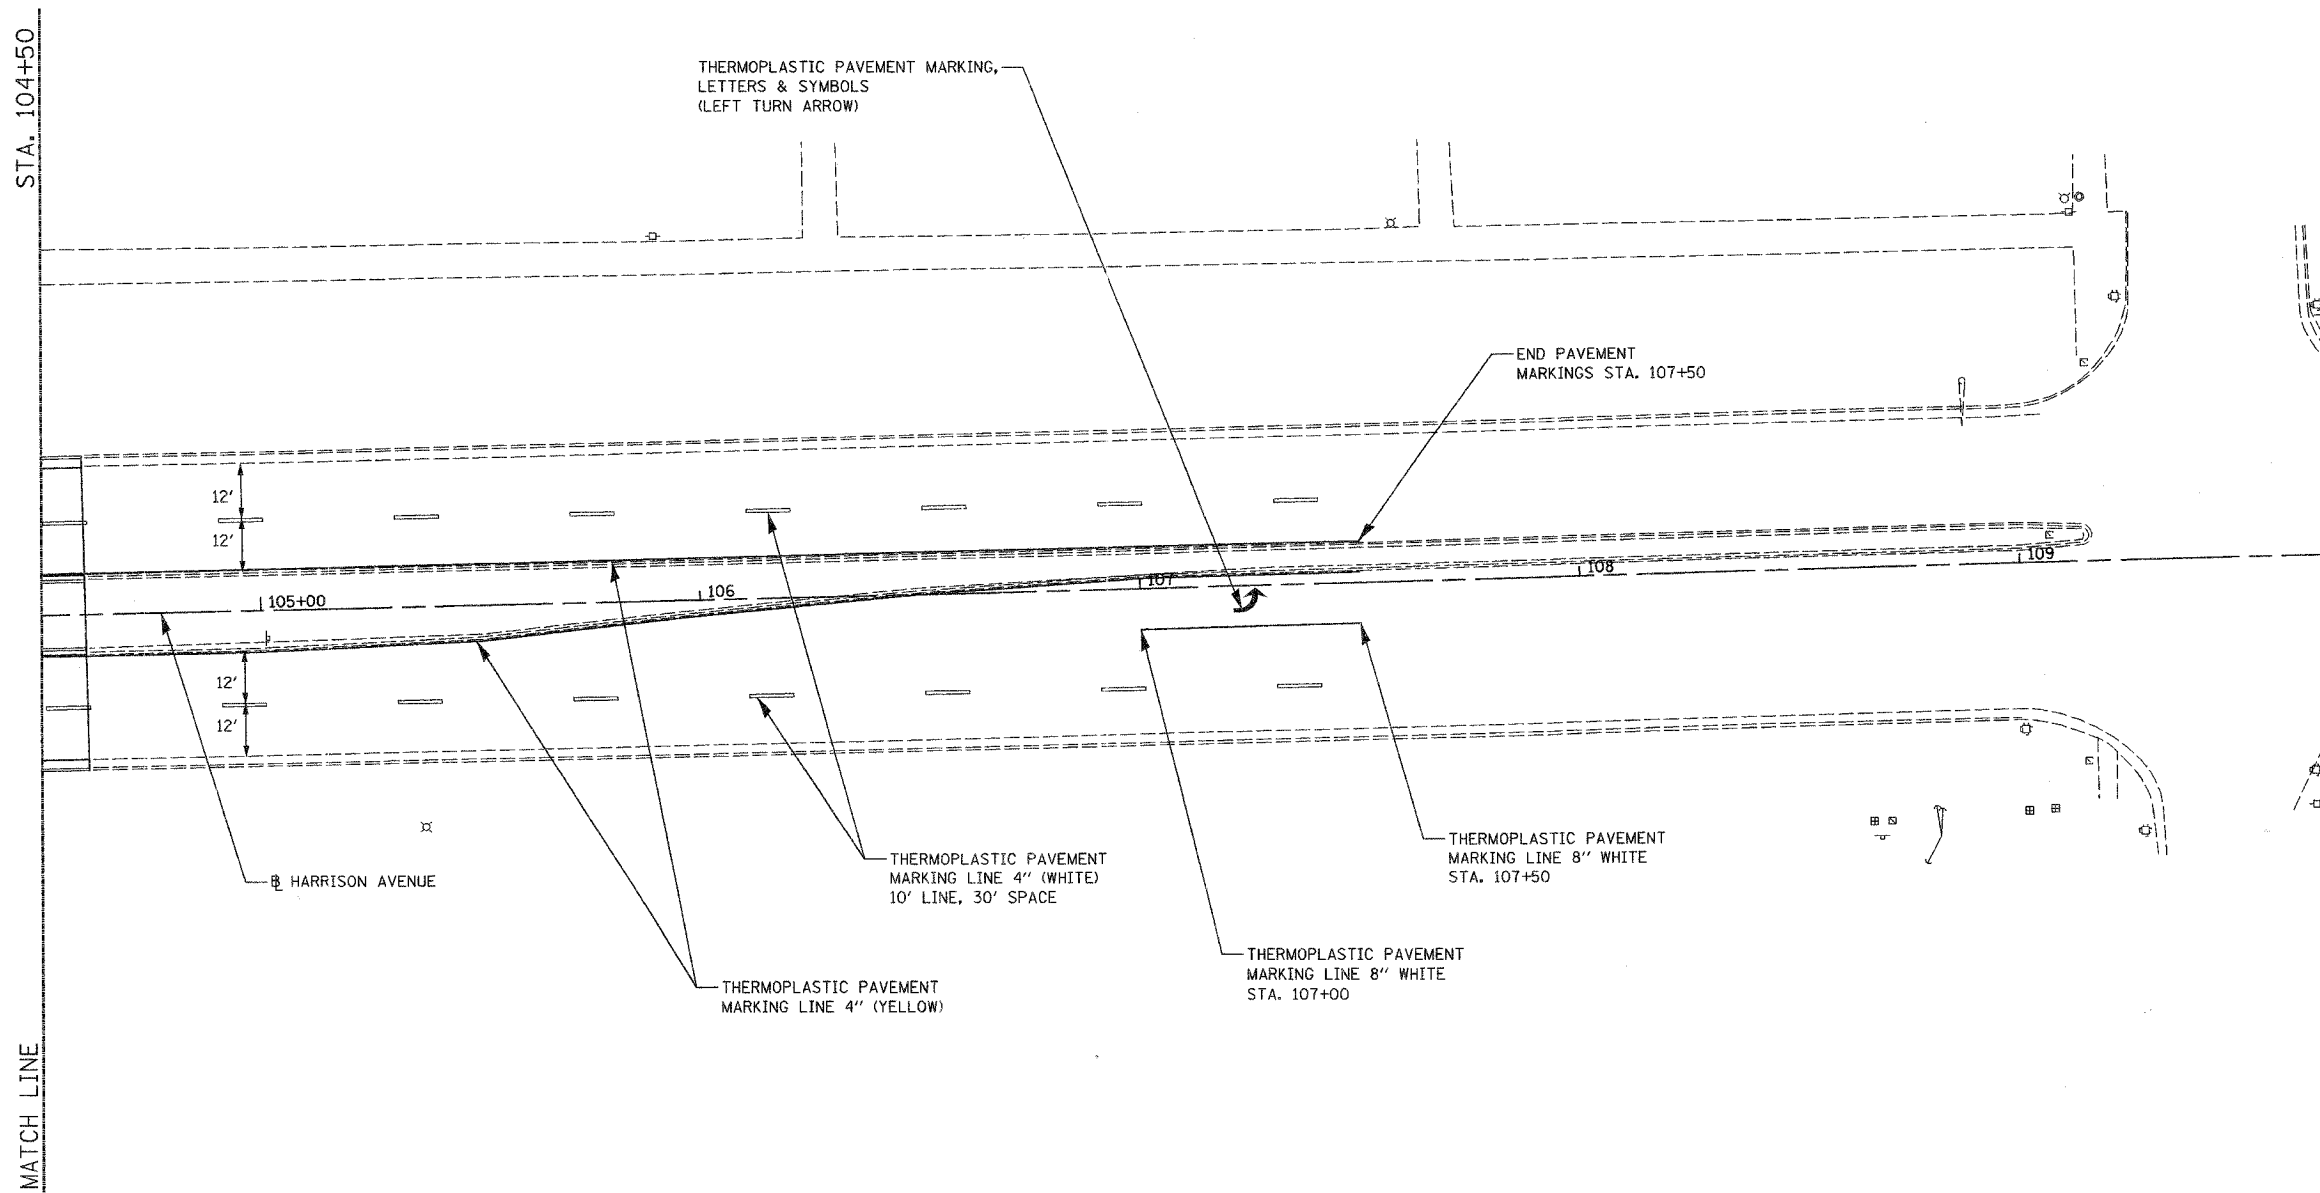 STA. 104+50
THERMOPLASTIC PAVEMENT MARKING,
LETTERS & SYMBOLS
(LEFT TURN ARROW)
END PAVEMENT
MARKINGS STA. 107+50
12'
12'
105+00
106
107
108
109
12'
12'
℄ HARRISON AVENUE
THERMOPLASTIC PAVEMENT
MARKING LINE 4" (WHITE)
10' LINE, 30' SPACE
THERMOPLASTIC PAVEMENT
MARKING LINE 8" WHITE
STA. 107+50
THERMOPLASTIC PAVEMENT
MARKING LINE 8" WHITE
STA. 107+00
THERMOPLASTIC PAVEMENT
MARKING LINE 4" (YELLOW)
MATCH LINE